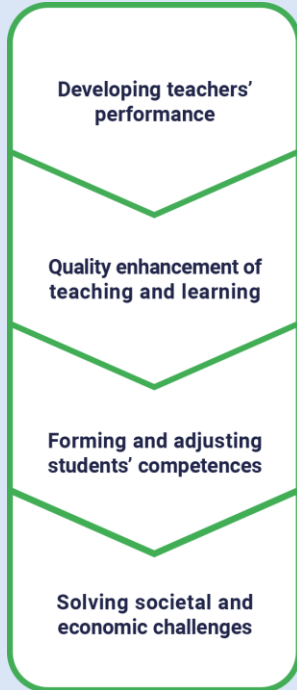 Developing teachers’
performance
Quality enhancement of
teaching and learning
Forming and adjusting
students’ competences
Solving societal and
economic challenges